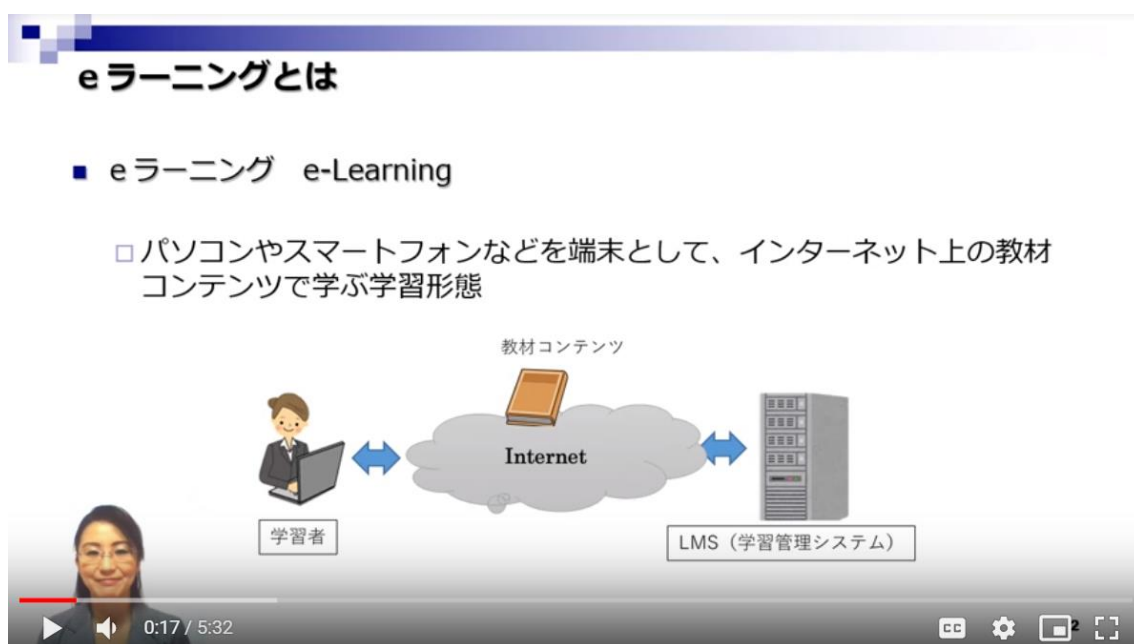 eラーニングとは
eラーニング e-Learning
パソコンやスマートフォンなどを端末として、インターネット上の教材
コンテンツで学ぶ学習形態
教材コンテンツ
Internet
学習者
LMS（学習管理システム）
0:17 / 5:32
CC
2